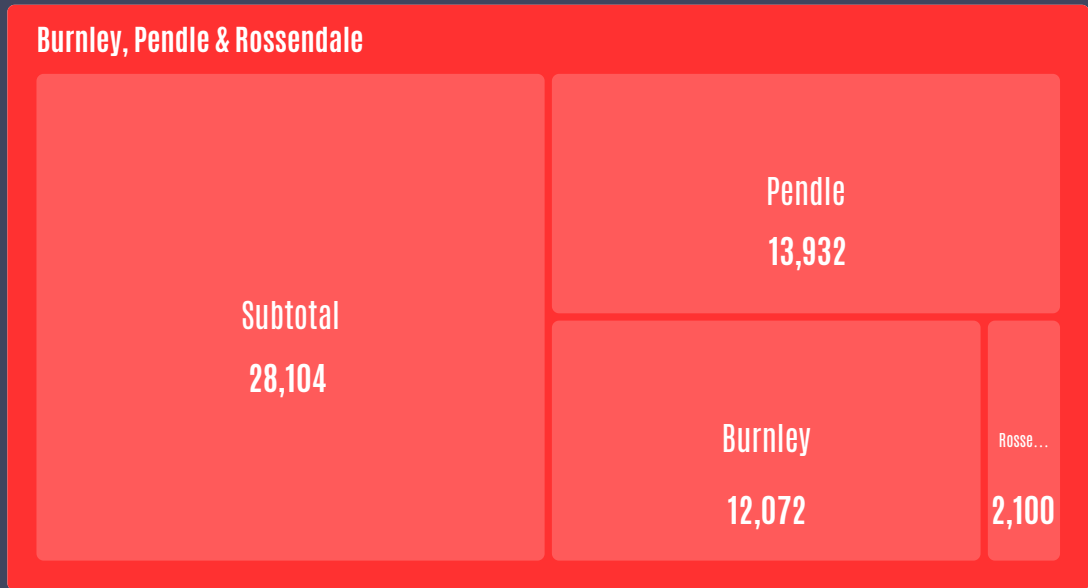 Burnley, Pendle & Rossendale
Subtotal
28,104
Pendle
13,932
Burnley
12,072
Rosse...
2,100